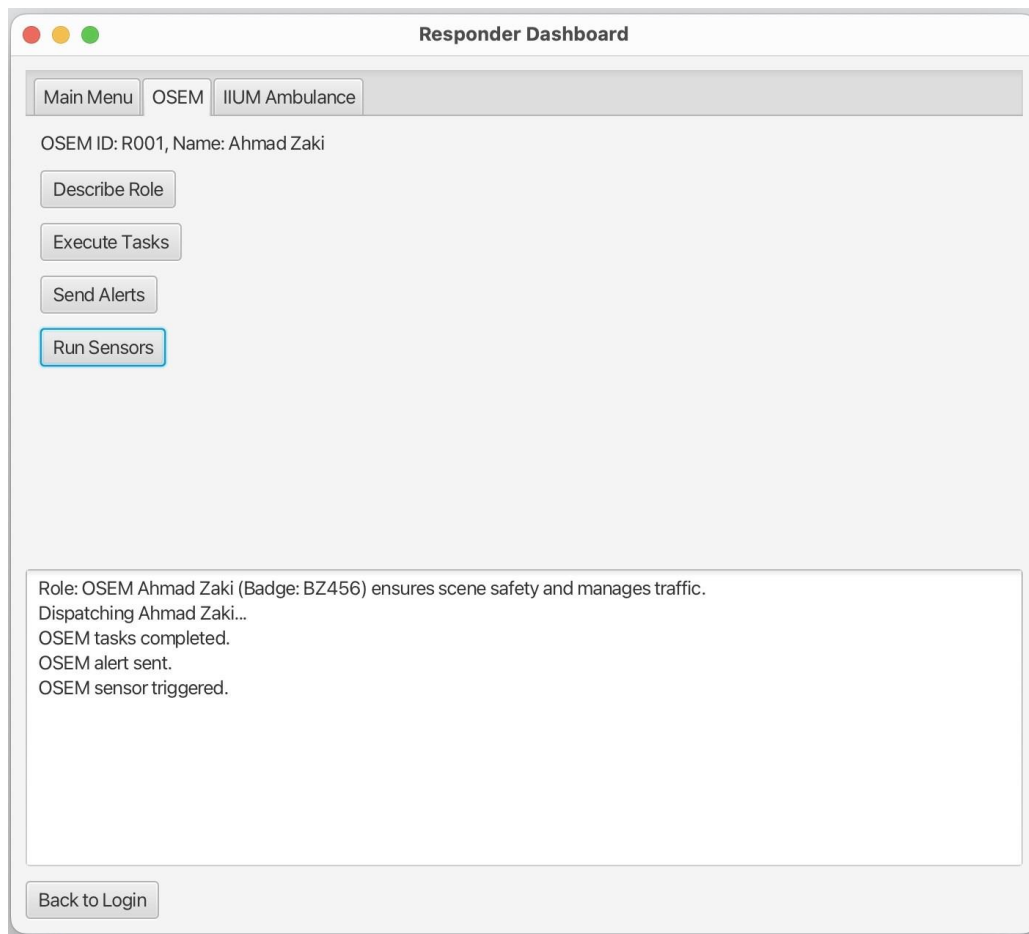 Responder Dashboard
Main Menu OSEM IIUM Ambulance
OSEM ID: R001, Name: Ahmad Zaki
Describe Role
Execute Tasks
Send Alerts
Run Sensors
Role: OSEM Ahmad Zaki (Badge: BZ456) ensures scene safety and manages traffic.
Dispatching Ahmad Zaki...
OSEM tasks completed.
OSEM alert sent.
OSEM sensor triggered.
Back to Login